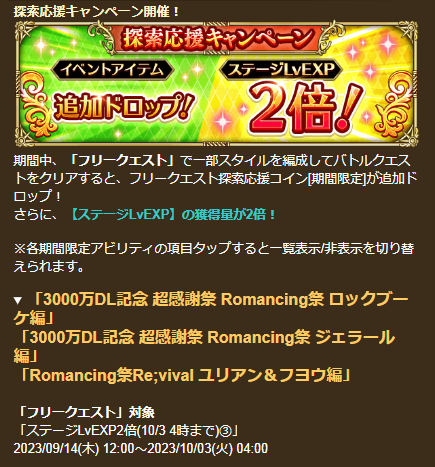 探索応援キャンペーン開催！
探索応援キャンペーン
イベントアイテム
追加ドロップ!
ステージLvEXP
2倍!
期間中、「フリークエスト」で一部スタイルを編成してバトルクエス
トをクリアすると、フリークエスト探索応援コイン[期間限定]が追加ド
ロップ！
さらに、【ステージLvEXP】の獲得量が2倍！
※各期間限定アビリティの項目タップすると一覧表示/非表示を切り替
えられます。
▼「3000万DL記念 超感謝祭 Romancing祭 ロックブー
ケ編」
「3000万DL記念 超感謝祭 Romancing祭 ジェラール
編」
「Romancing祭Re;vival ユリアン＆フヨウ編」
「フリークエスト」対象
「ステージLvEXP2倍(10/3 4時まで)③」
2023/09/14(木) 12:00～2023/10/03(火) 04:00